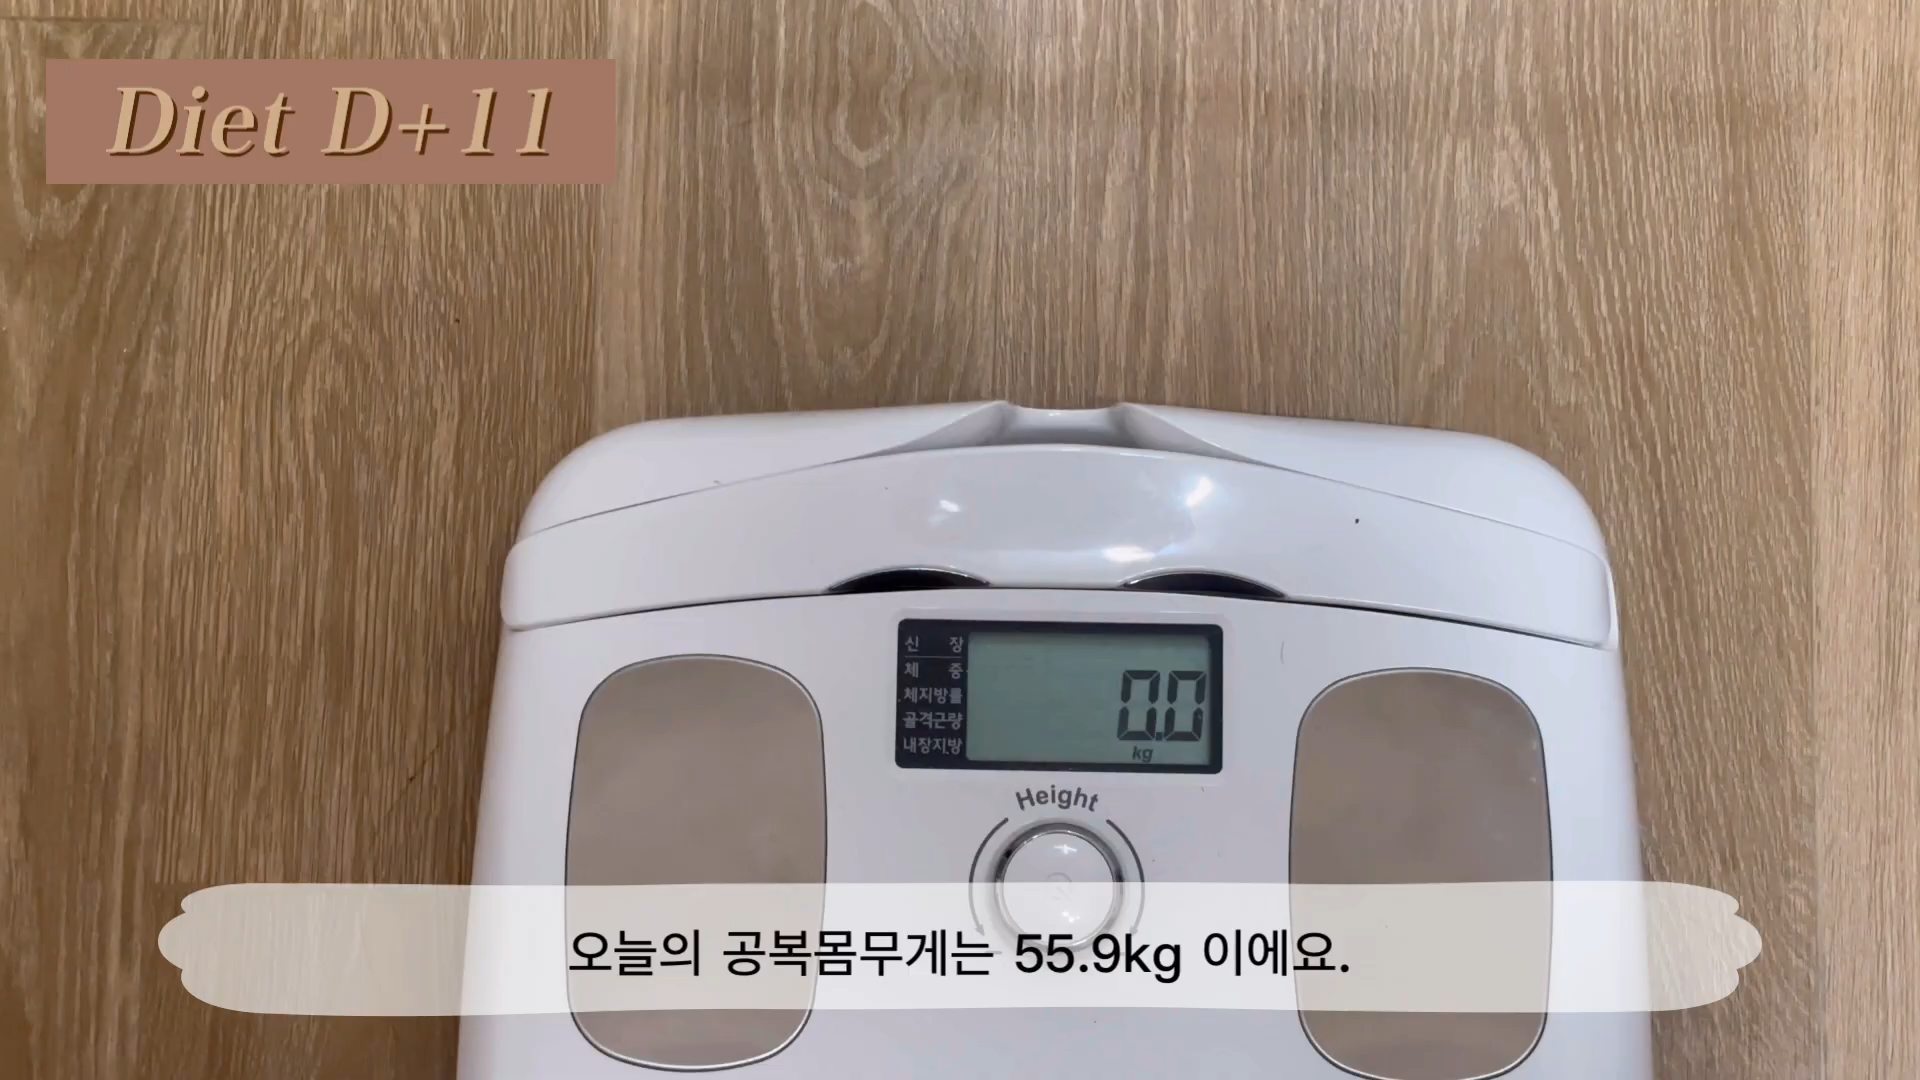 Diet D+11
신 장
체 중
체지방률
골격근량
내장지방
0.0
kg
Height
오늘의 공복몸무게는 55.9kg 이에요.